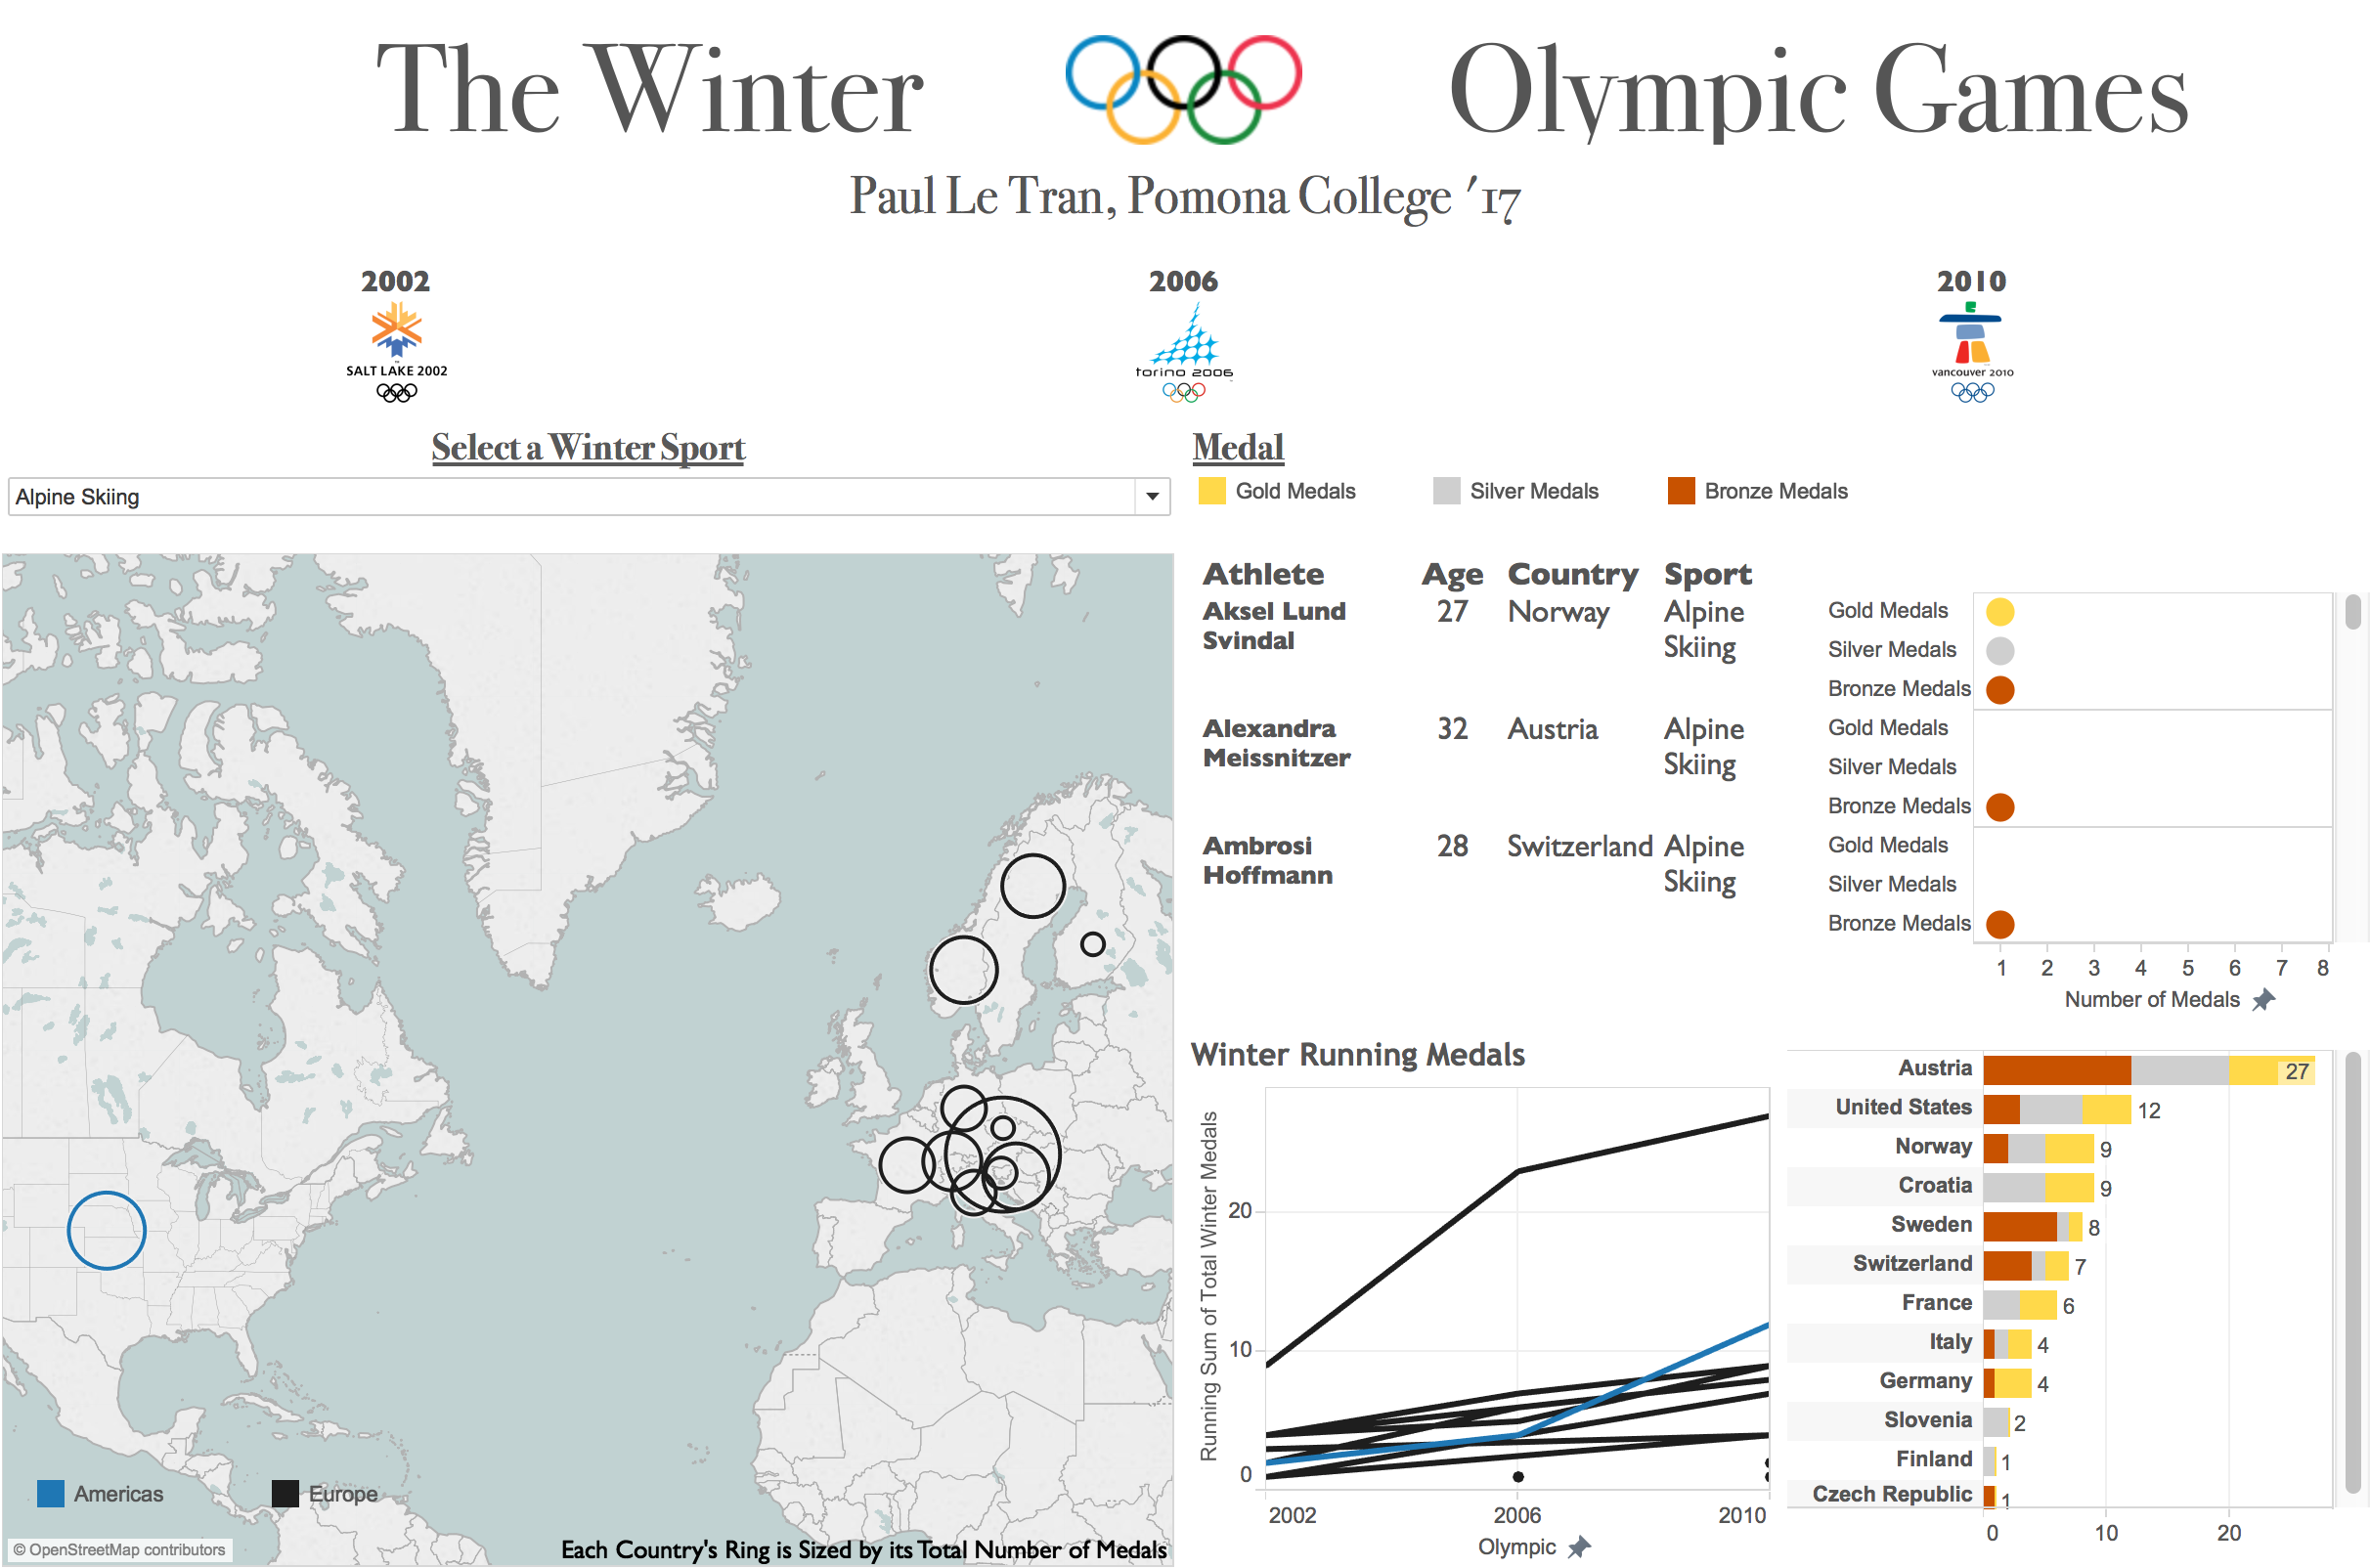 The Winter Olympic Games
Paul Le Tran, Pomona College '17
2002
2006
2010
SALT LAKE 2002
torino 2006
vancouver 2010
Select a Winter Sport
Alpine Skiing
Medal
Gold Medals
Silver Medals
Bronze Medals
Athlete Age Country Sport
Aksel Lund
Svindal
27
Norway
Alpine
Skiing
Gold Medals
Silver Medals
Bronze Medals
Alexandra
Meissnitzer
32
Austria
Alpine
Skiing
Gold Medals
Silver Medals
Bronze Medals
Ambrosi
Hoffmann
28
Switzerland
Alpine
Skiing
Gold Medals
Silver Medals
Bronze Medals
1 2 3 4 5 6 7 8
Number of Medals
Americas
Europe
© OpenStreetMap contributors
Each Country's Ring is Sized by its Total Number of Medals
Winter Running Medals
Running Sum of Total Winter Medals
20
10
0
2002 2006 2010
Olympic
Austria 27
United States 12
Norway 9
Croatia 9
Sweden 8
Switzerland 7
France 6
Italy 4
Germany 4
Slovenia 2
Finland 1
Czech Republic 1
0 10 20